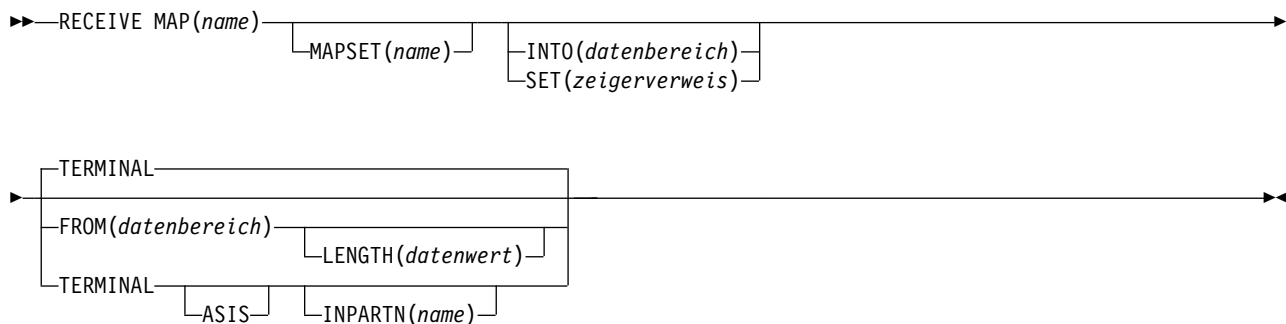 RECEIVE MAP(name)
MAPSET(name)
INTO(datenbereich)
SET(zeigerverweis)
TERMINAL
FROM(datenbereich)
LENGTH(datenwert)
TERMINAL
ASIS
INPARTN(name)